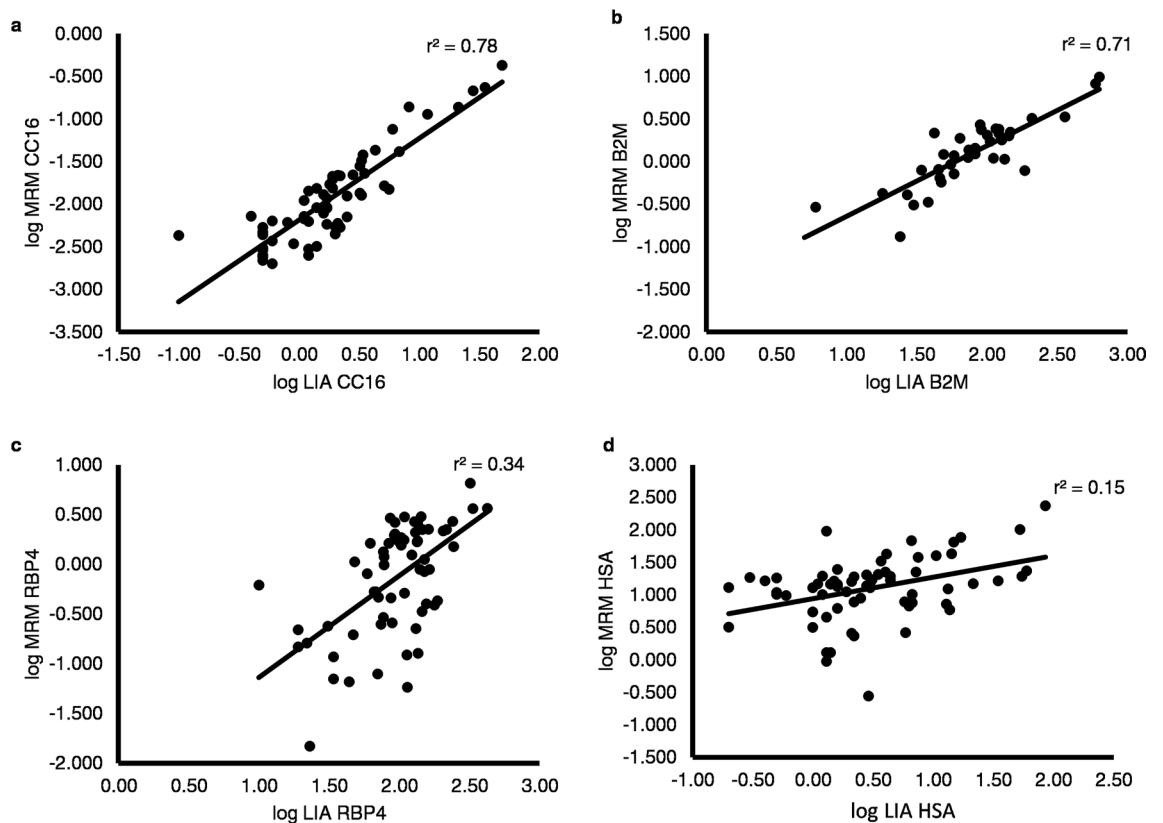 a
r² = 0.78
log MRM CC16
0.000
-0.500
-1.000
-1.500
-2.000
-2.500
-3.000
-3.500
-1.50 -1.00 -0.50 0.00 0.50 1.00 1.50 2.00
log LIA CC16
b
r² = 0.71
log MRM B2M
1.500
1.000
0.500
0.000
-0.500
-1.000
-1.500
-2.000
0.00 0.50 1.00 1.50 2.00 2.50 3.00
log LIA B2M
c
r² = 0.34
log MRM RBP4
1.000
0.500
0.000
-0.500
-1.000
-1.500
-2.000
0.00 0.50 1.00 1.50 2.00 2.50 3.00
log LIA RBP4
d
r² = 0.15
log MRM HSA
3.000
2.500
2.000
1.500
1.000
0.500
0.000
-0.500
-1.000
-1.500
-1.00 -0.50 0.00 0.50 1.00 1.50 2.00 2.50
log LIA HSA